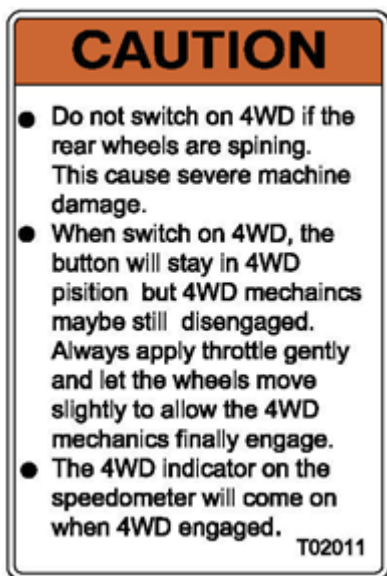 CAUTION
● Do not switch on 4WD if the
rear wheels are spining.
This cause severe machine
damage.
● When switch on 4WD, the
button will stay in 4WD
pisition but 4WD mechaincs
maybe still disengaged.
Always apply throttle gently
and let the wheels move
slightly to allow the 4WD
mechanics finally engage.
● The 4WD indicator on the
speedometer will come on
when 4WD engaged.
T02011